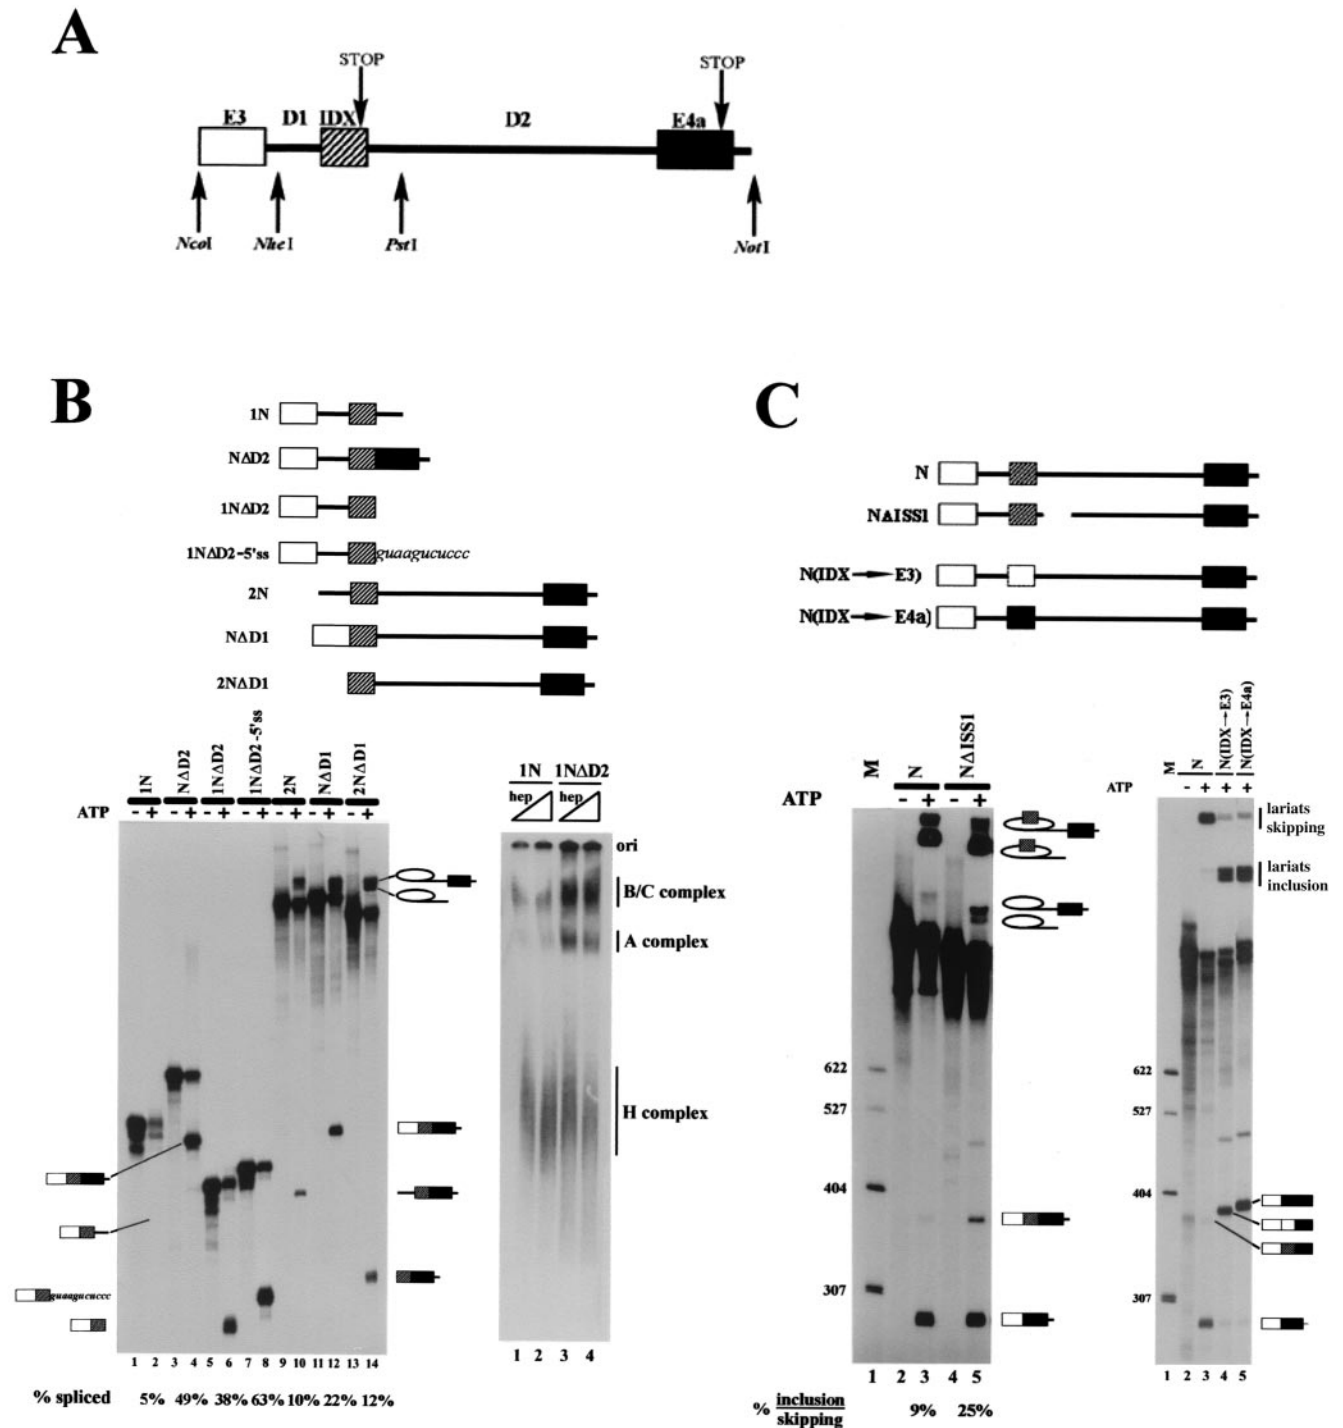 A
STOP
STOP
E3
D1
IDX
D2
E4a
NcoI
NheI
PstI
NotI
B
1N
NΔD2
1NΔD2
1NΔD2-5'ss
guaagucuccc
2N
NΔD1
2NΔD1
1N
NΔD2
1NΔD2
1NΔD2-5'ss
2N
NΔD1
2NΔD1
ATP - + - + - + - + - + - + - +
guaagucuccc
1 2 3 4 5 6 7 8 9 10 11 12 13 14
% spliced 5% 49% 38% 63% 10% 22% 12%
1N 1NΔD2
hep hep
ori
B/C complex
A complex
H complex
1 2 3 4
C
N
NΔISS1
N(IDX → E3)
N(IDX → E4a)
M
N
NΔISS1
ATP - + - +
622
527
404
307
1 2 3 4 5
% inclusion
skipping
9% 25%
M
N
N(IDX→E3)
N(IDX→E4a)
ATP - + + +
lariats
skipping
lariats
inclusion
622
527
404
307
1 2 3 4 5